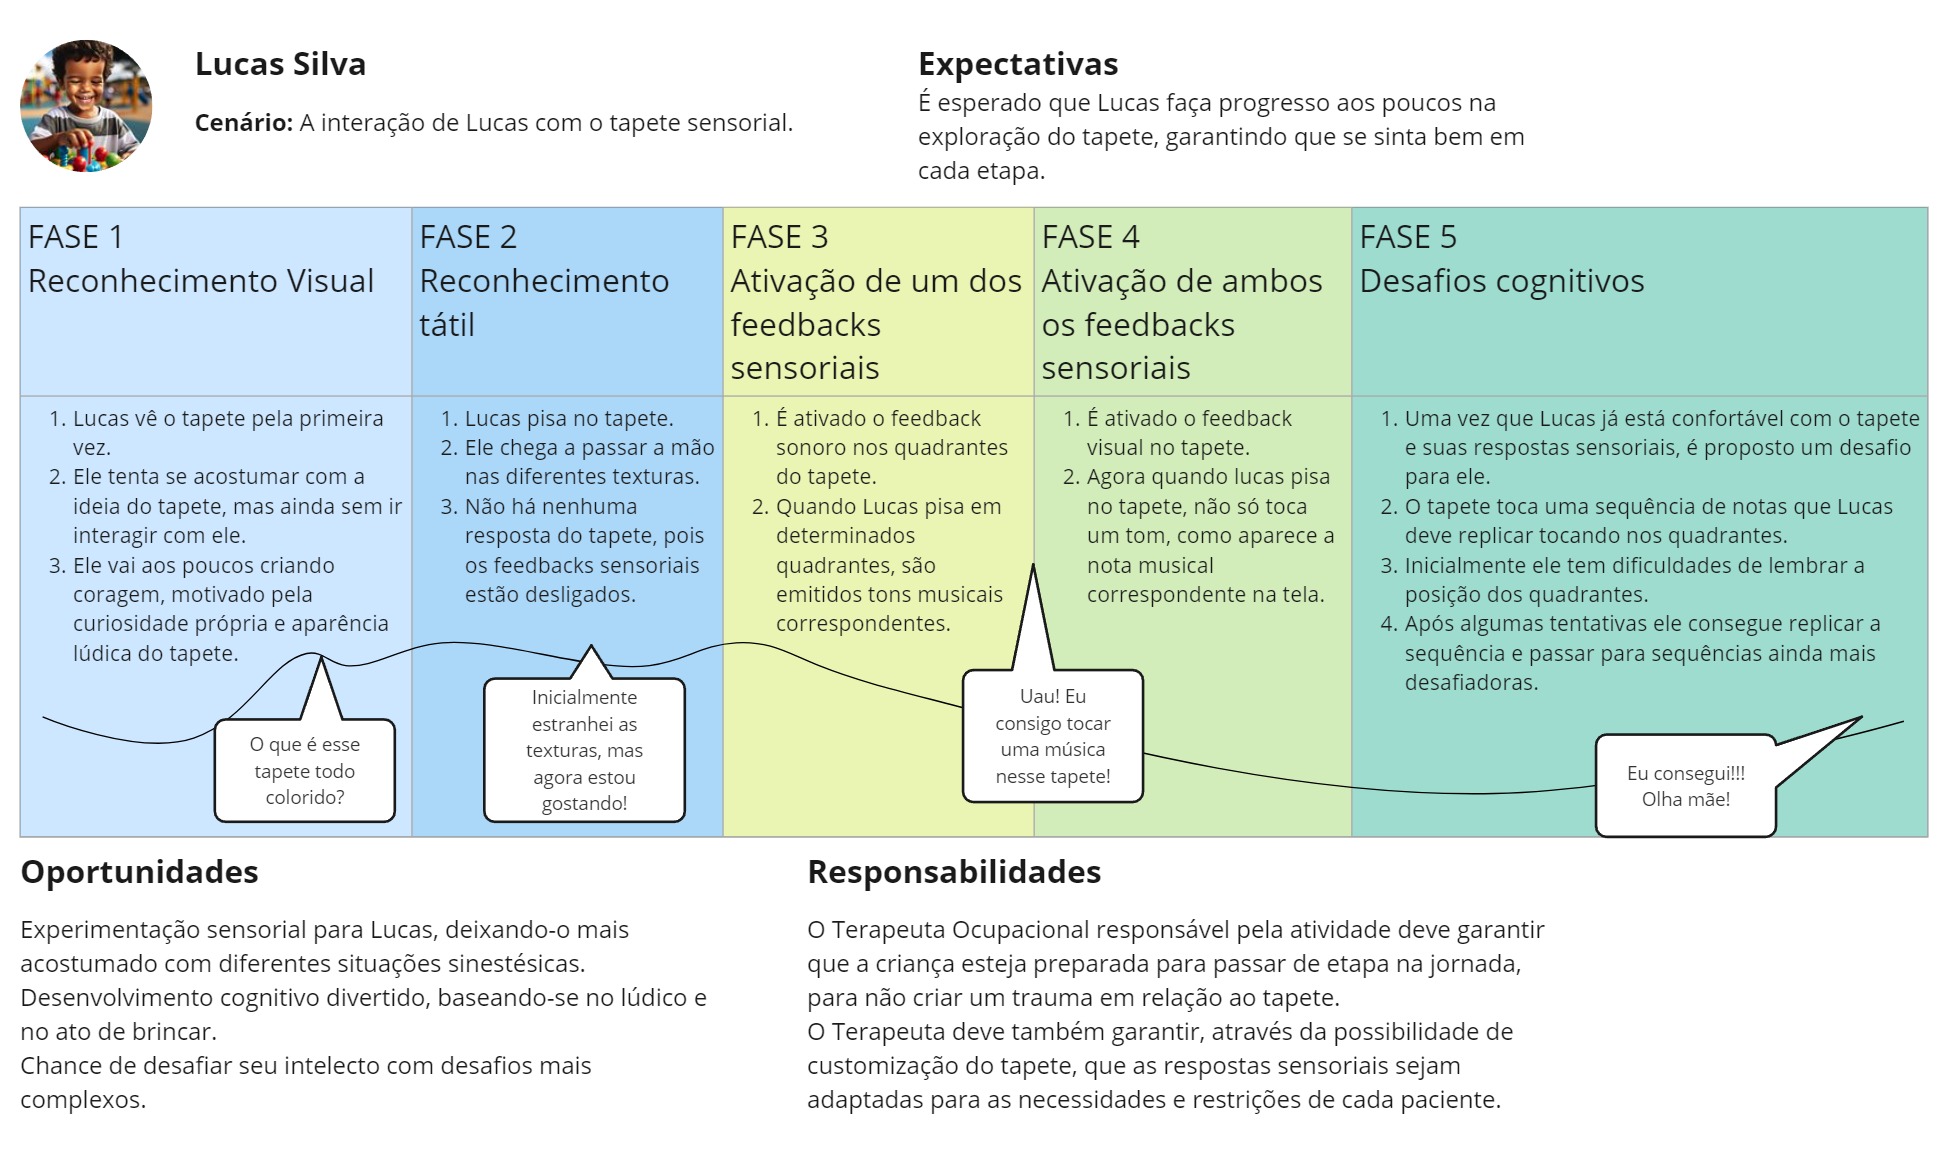 Lucas Silva
Cenário: A interação de Lucas com o tapete sensorial.
Expectativas
É esperado que Lucas faça progresso aos poucos na
exploração do tapete, garantindo que se sinta bem em
cada etapa.
FASE 1
Reconhecimento Visual
1. Lucas vê o tapete pela primeira
vez.
2. Ele tenta se acostumar com a
ideia do tapete, mas ainda sem ir
interagir com ele.
3. Ele vai aos poucos criando
coragem, motivado pela
curiosidade própria e aparência
lúdica do tapete.
O que é esse
tapete todo
colorido?
FASE 2
Reconhecimento
tátil
1. Lucas pisa no tapete.
2. Ele chega a passar a mão
nas diferentes texturas.
3. Não há nenhuma
resposta do tapete, pois
os feedbacks sensoriais
estão desligados.
Inicialmente
estranhei as
texturas, mas
agora estou
gostando!
FASE 3
Ativação de um dos
feedbacks
sensoriais
1. É ativado o feedback
sonoro nos quadrantes
do tapete.
2. Quando Lucas pisa em
determinados
quadrantes, são
emitidos tons musicais
correspondentes.
Uau! Eu
consigo tocar
uma música
nesse tapete!
FASE 4
Ativação de ambos
os feedbacks
sensoriais
1. É ativado o feedback
visual no tapete.
2. Agora quando lucas pisa
no tapete, não só toca
um tom, como aparece a
nota musical
correspondente na tela.
FASE 5
Desafios cognitivos
1. Uma vez que Lucas já está confortável com o tapete
e suas respostas sensoriais, é proposto um desafio
para ele.
2. O tapete toca uma sequência de notas que Lucas
deve replicar tocando nos quadrantes.
3. Inicialmente ele tem dificuldades de lembrar a
posição dos quadrantes.
4. Após algumas tentativas ele consegue replicar a
sequência e passar para sequências ainda mais
desafiadoras.
Eu consegui!!!
Olha mãe!
Oportunidades
Experimentação sensorial para Lucas, deixando-o mais
acostumado com diferentes situações sinestésicas.
Desenvolvimento cognitivo divertido, baseando-se no lúdico e
no ato de brincar.
Chance de desafiar seu intelecto com desafios mais
complexos.
Responsabilidades
O Terapeuta Ocupacional responsável pela atividade deve garantir
que a criança esteja preparada para passar de etapa na jornada,
para não criar um trauma em relação ao tapete.
O Terapeuta deve também garantir, através da possibilidade de
customização do tapete, que as respostas sensoriais sejam
adaptadas para as necessidades e restrições de cada paciente.